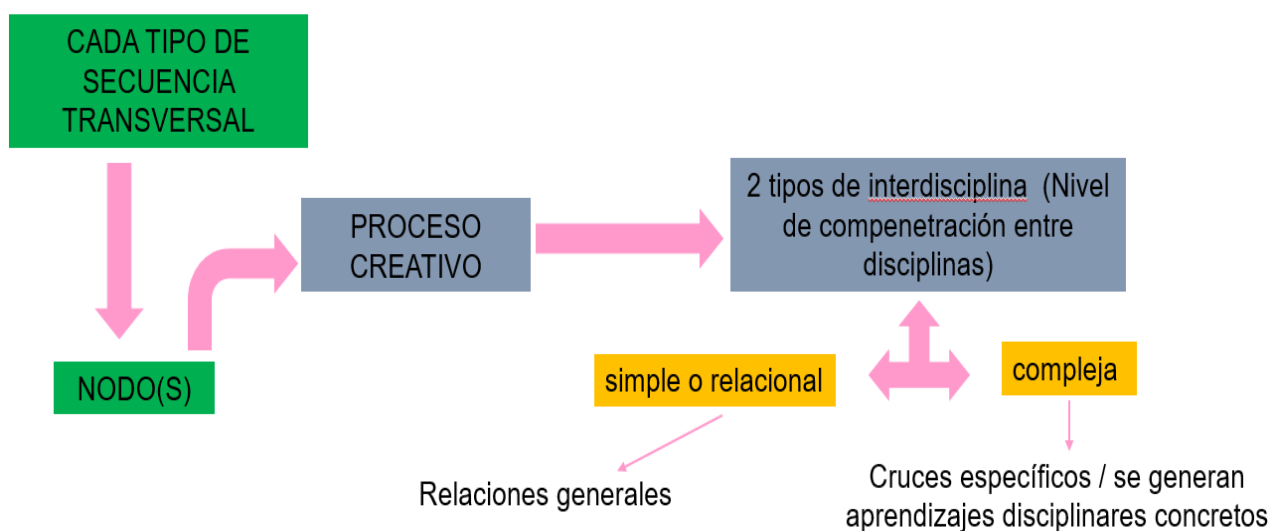 CADA TIPO DE
SECUENCIA
TRANSVERSAL
NODO(S)
PROCESO
CREATIVO
2 tipos de interdisciplina (Nivel
de compenetración entre
disciplinas)
simple o relacional
compleja
Relaciones generales
Cruces específicos / se generan
aprendizajes disciplinares concretos